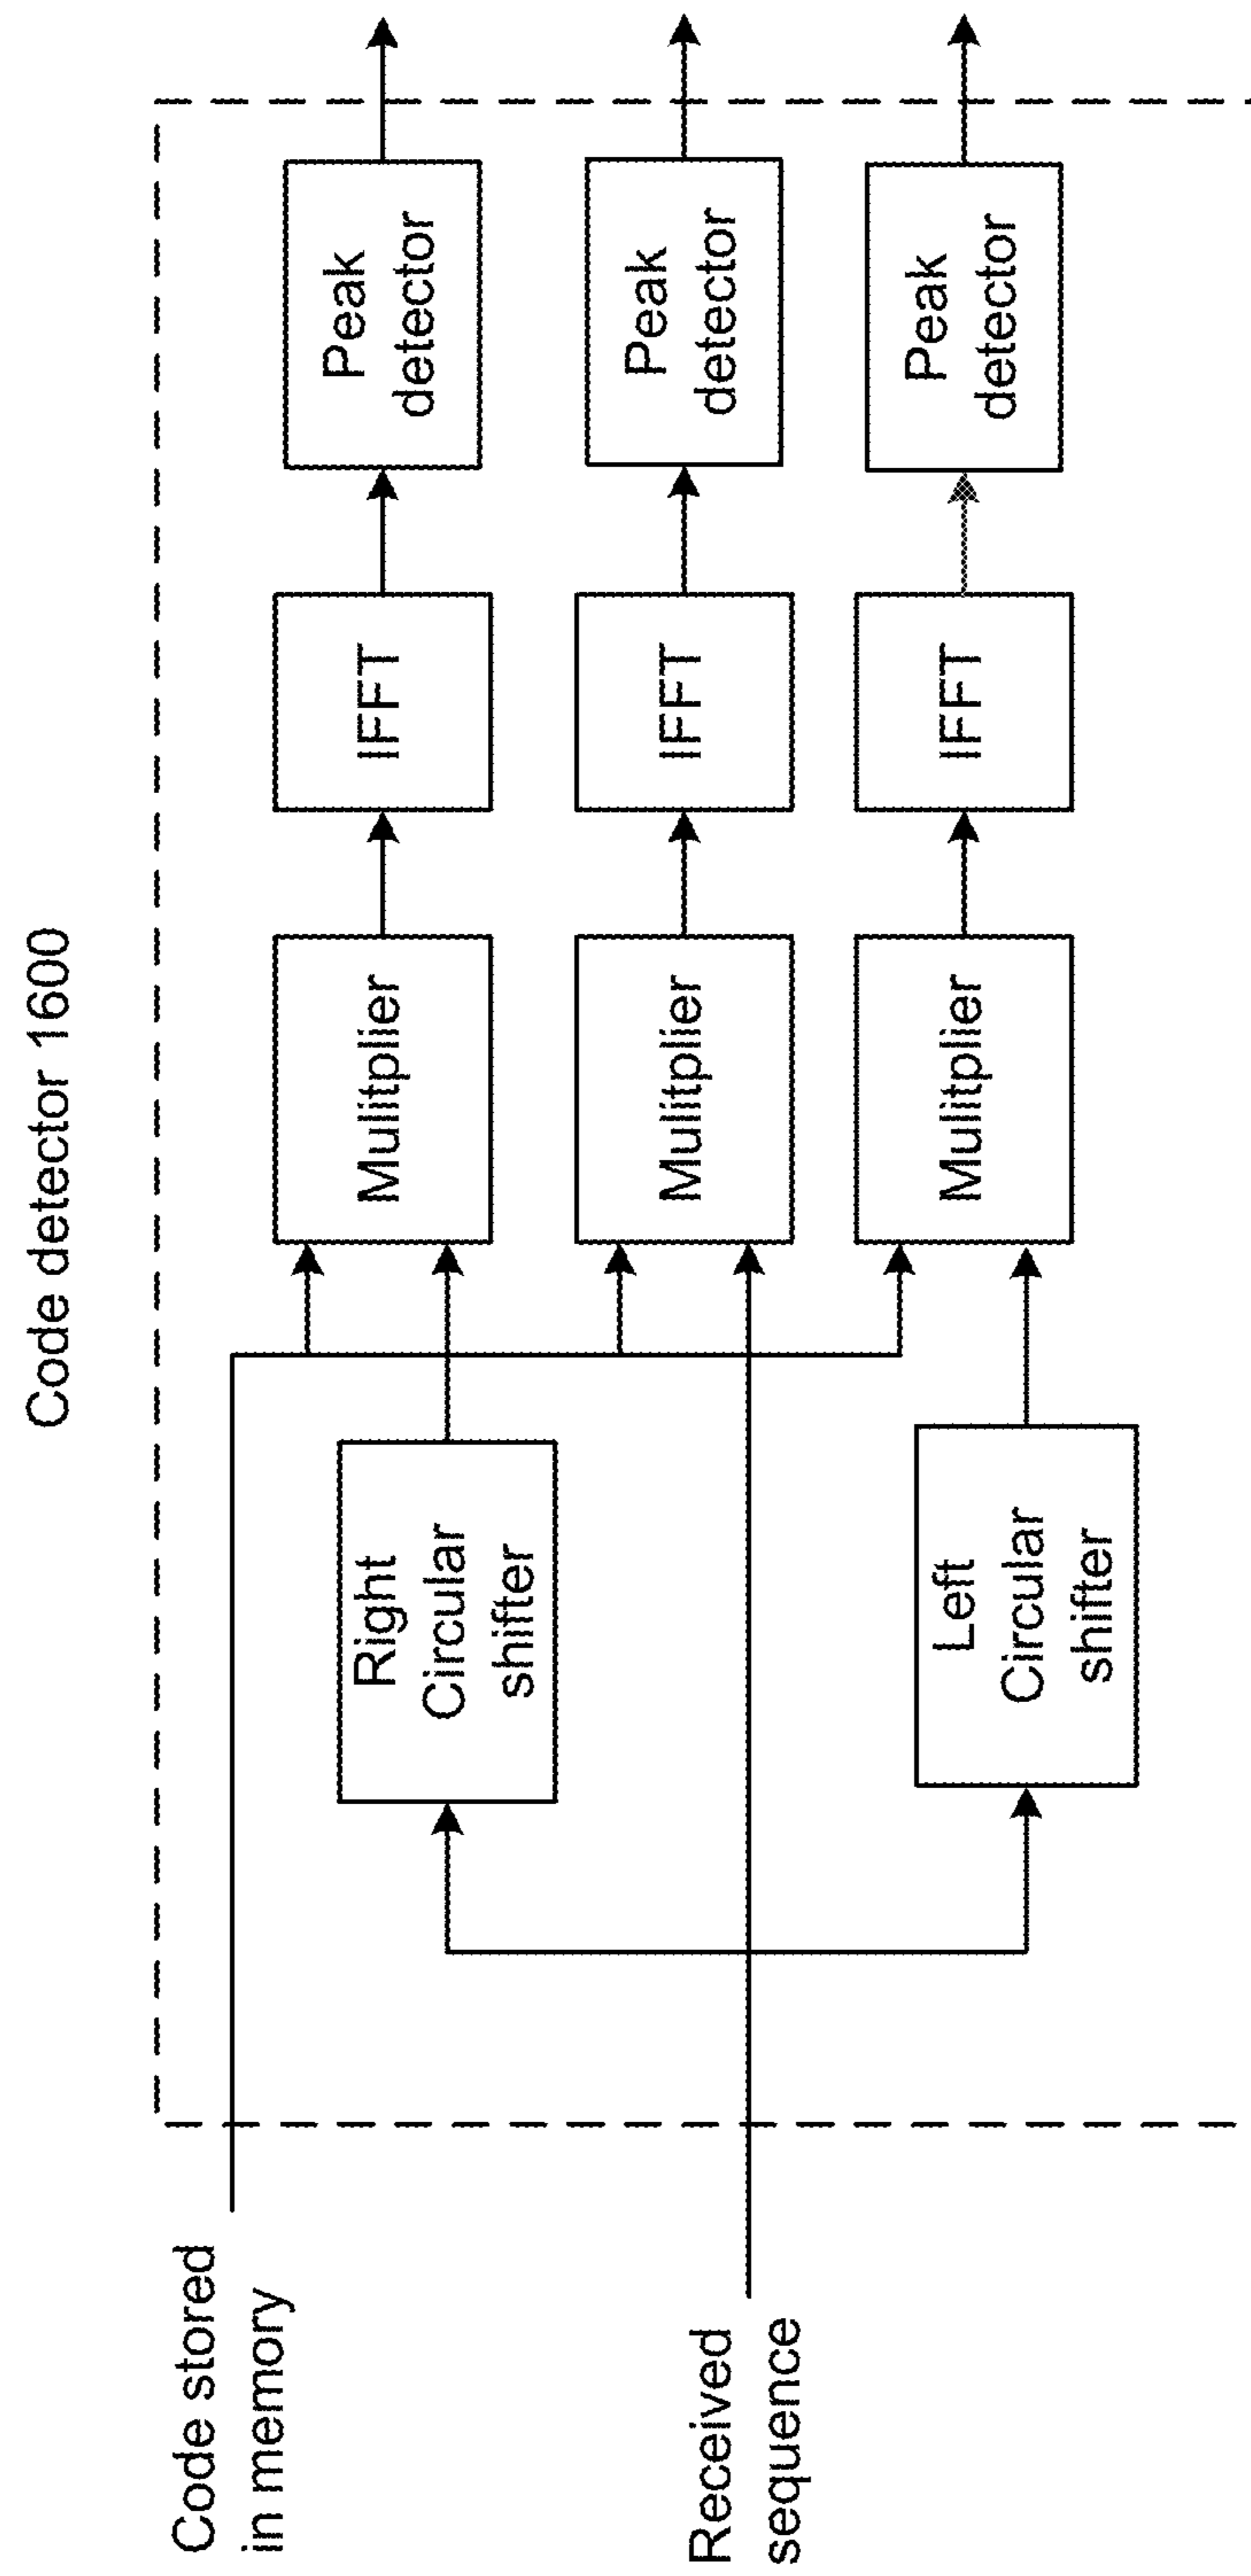 Code detector 1600
Code stored
in memory
Received
sequence
Right
Circular
shifter
Left
Circular
shifter
Mulitplier
IFFT
Peak
detector
Mulitplier
IFFT
Peak
detector
Mulitplier
IFFT
Peak
detector